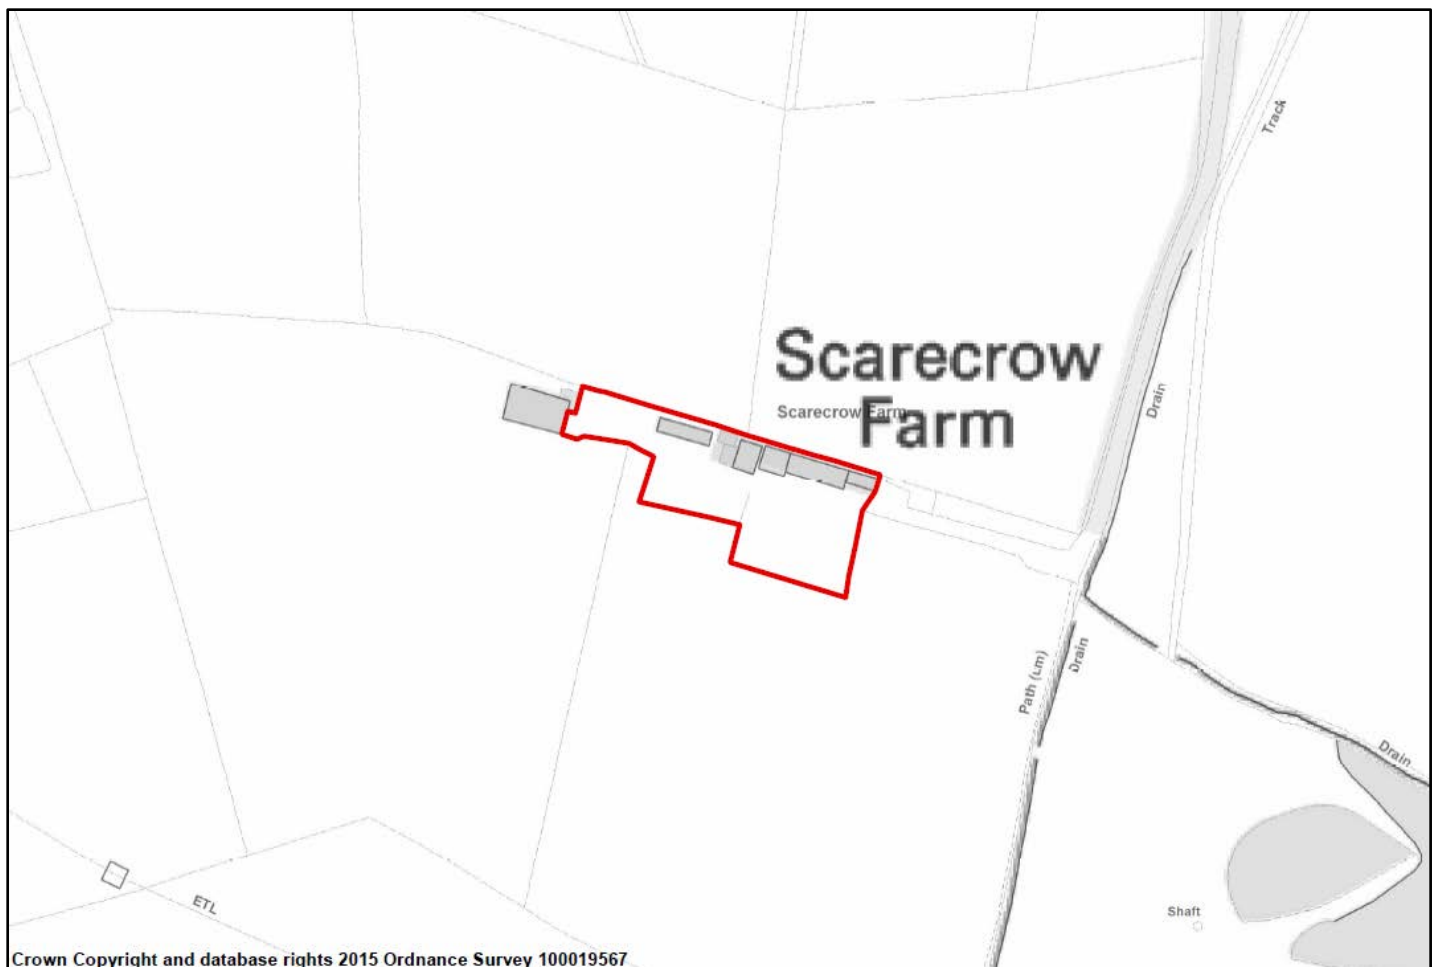 Track
Scarecrow
Farm
Scarecrow Farm
Drain
Path (um)
Drain
Drain
ETL
Shaft
Crown Copyright and database rights 2015 Ordnance Survey 100019567